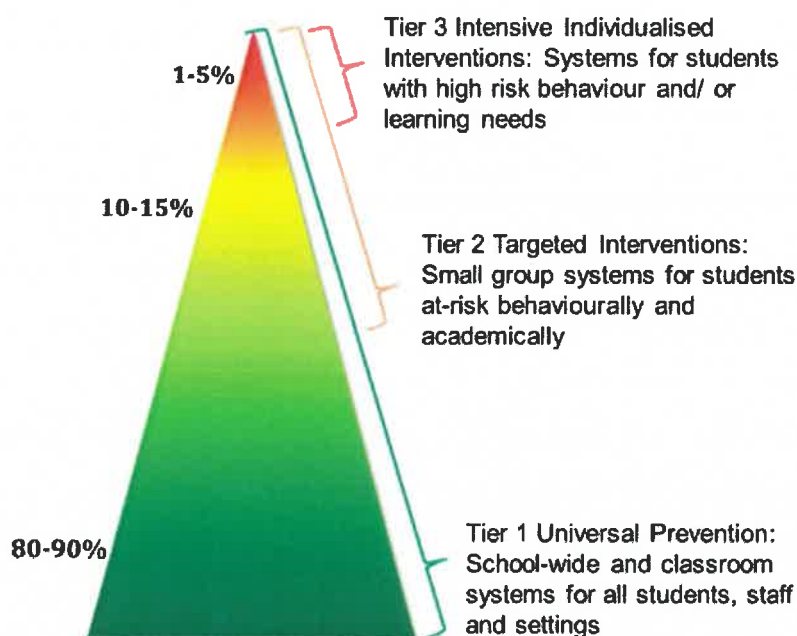 Tier 3 Intensive Individualised
Interventions: Systems for students
with high risk behaviour and/ or
learning needs
1-5%
10-15%
Tier 2 Targeted Interventions:
Small group systems for students
at-risk behaviourally and
academically
80-90%
Tier 1 Universal Prevention:
School-wide and classroom
systems for all students, staff
and settings